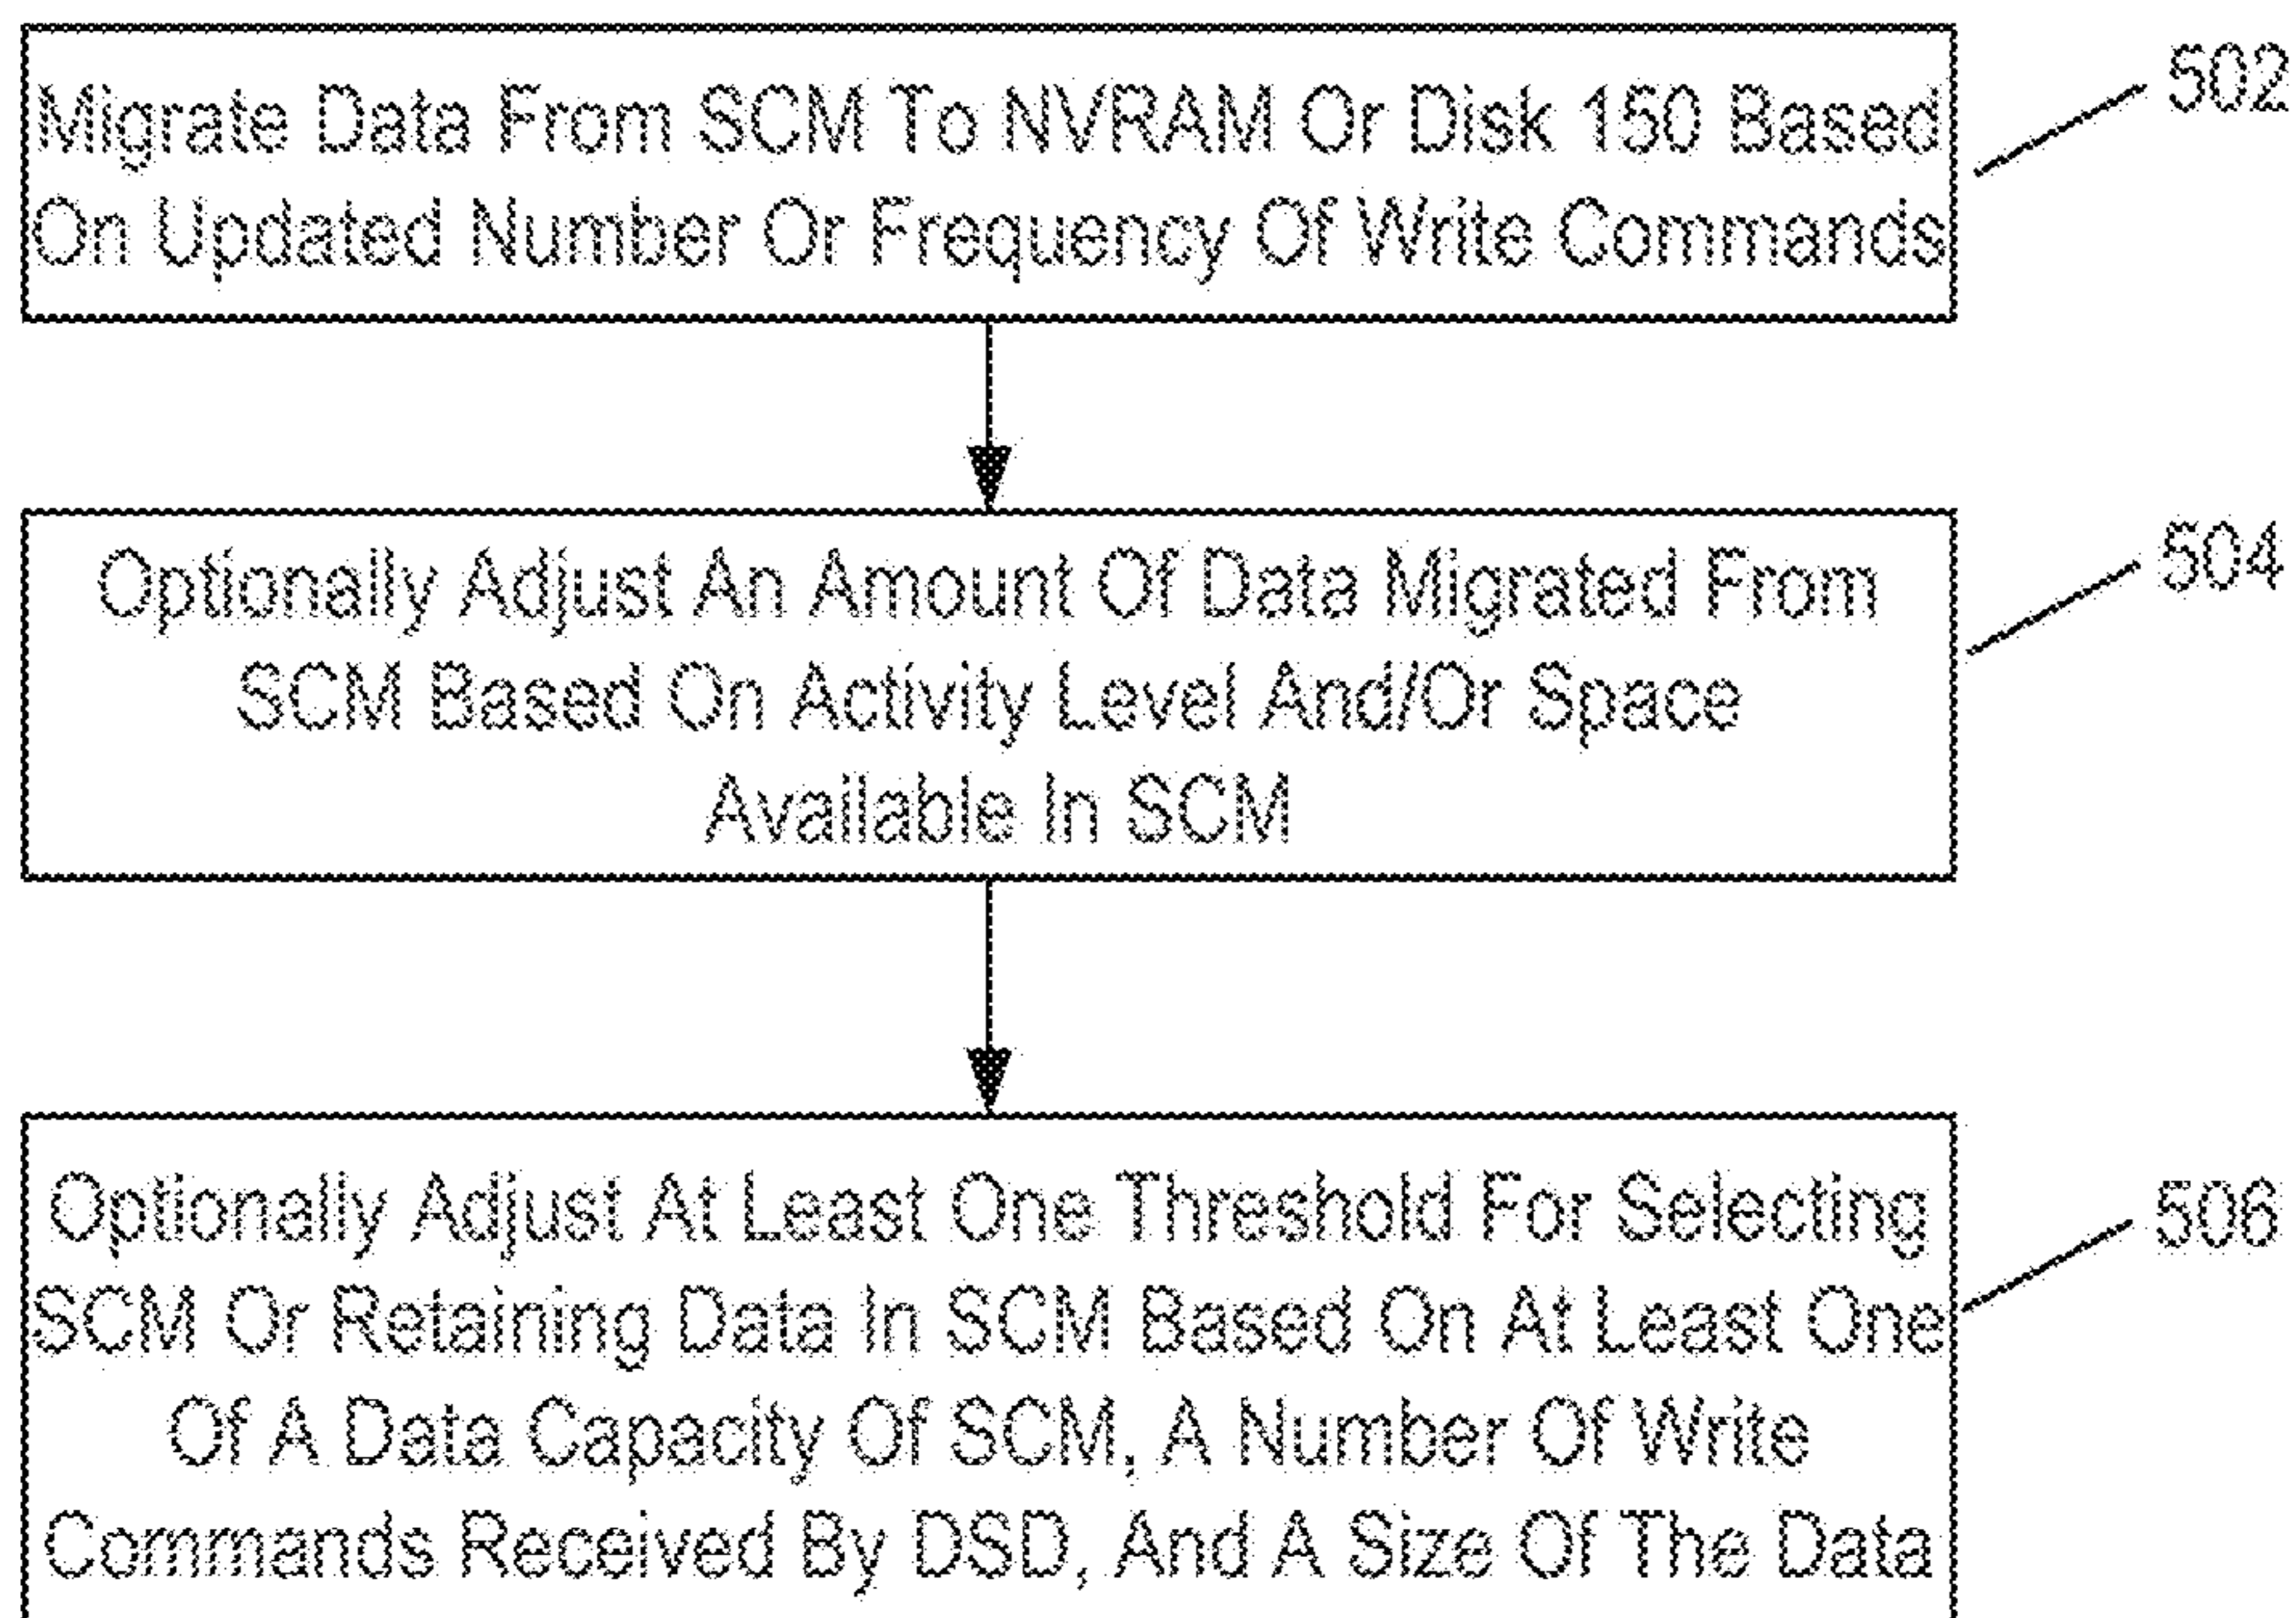 Migrate Data From SCM To NVRAM Or Disk 150 Based
On Updated Number Or Frequency Of Write Commands
502
Optionally Adjust An Amount Of Data Migrated From
SCM Based On Activity Level And/Or Space
Available In SCM
504
Optionally Adjust At Least One Threshold For Selecting
SCM Or Retaining Data In SCM Based On At Least One
Of A Data Capacity Of SCM, A Number Of Write
Commands Received By DSD, And A Size Of The Data
506